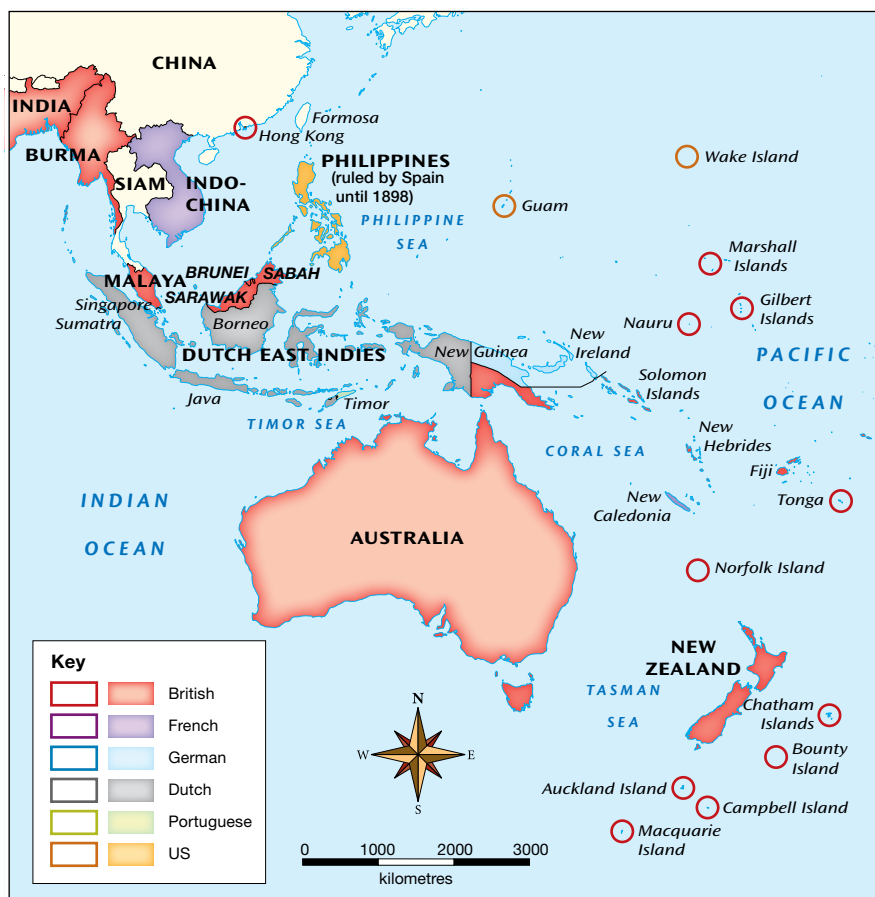 CHINA
INDIA
Formosa
Hong Kong
BURMA
SIAM
INDO-
CHINA
PHILIPPINES
(ruled by Spain
until 1898)
PHILIPPINE
SEA
Wake Island
Guam
Marshall
Islands
Gilbert
Islands
Nauru
MALAYA
BRUNEI
SABAH
SARAWAK
Singapore
Sumatra
Borneo
DUTCH EAST INDIES
New Guinea
New
Ireland
Solomon
Islands
PACIFIC
OCEAN
Java
Timor
TIMOR SEA
CORAL SEA
New
Hebrides
Fiji
New
Caledonia
Tonga
INDIAN
OCEAN
AUSTRALIA
Norfolk Island
NEW
ZEALAND
TASMAN
SEA
Chatham
Islands
Bounty
Island
Auckland Island
Campbell Island
Macquarie
Island
Key
British
French
German
Dutch
Portuguese
US
N
W E
S
0 1000 2000 3000
kilometres